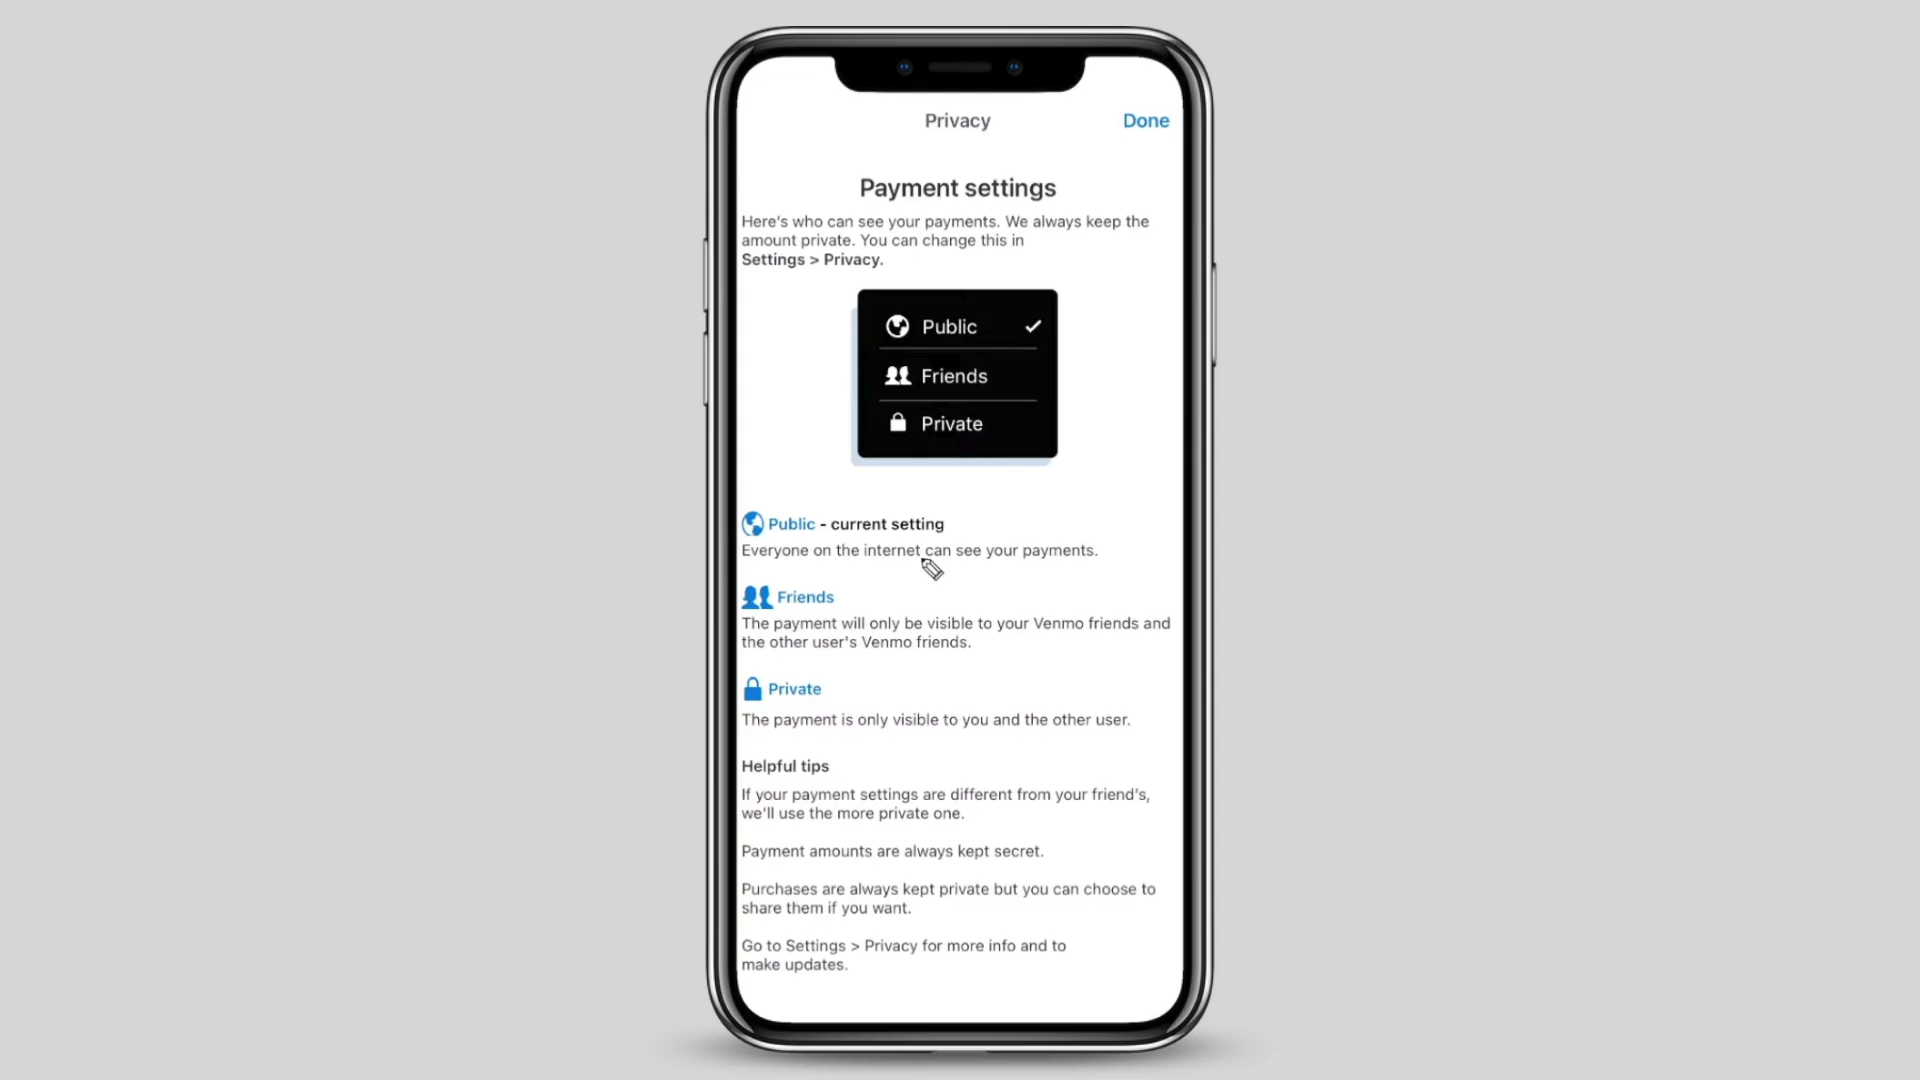 Privacy
Done
Payment settings
Here's who can see your payments. We always keep the
amount private. You can change this in
Settings > Privacy.
Public
Friends
Private
Public - current setting
Everyone on the internet can see your payments.
Friends
The payment will only be visible to your Venmo friends and
the other user's Venmo friends.
Private
The payment is only visible to you and the other user.
Helpful tips
If your payment settings are different from your friend's,
we'll use the more private one.
Payment amounts are always kept secret.
Purchases are always kept private but you can choose to
share them if you want.
Go to Settings > Privacy for more info and to
make updates.